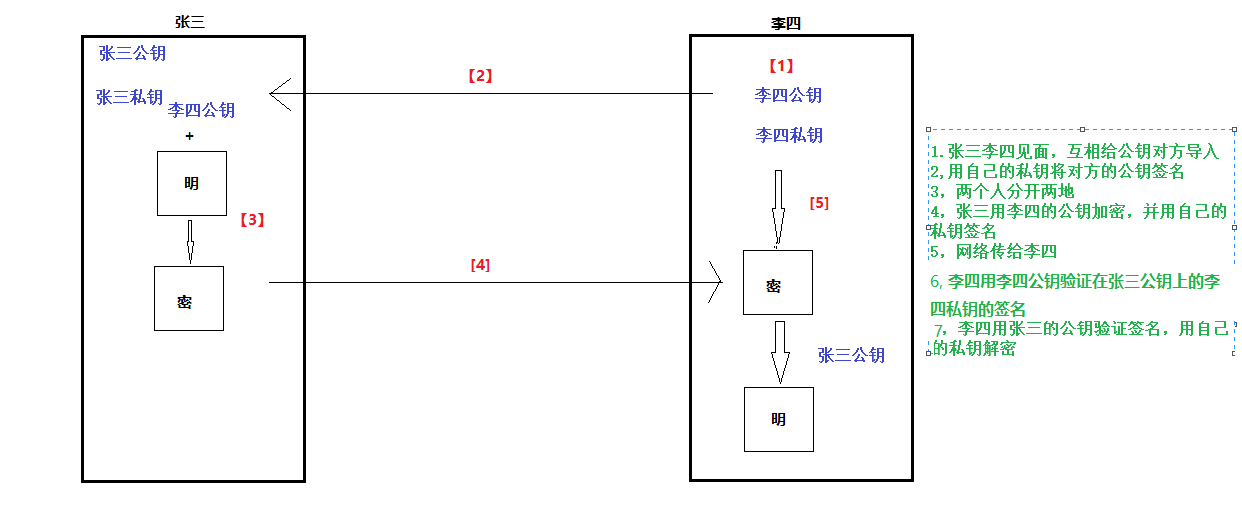 张三
李四
张三公钥
张三私钥
李四公钥
+
明
【3】
密
【2】
[4]
【1】
李四公钥
李四私钥
[5]
密
张三公钥
明
1.张三李四见面，互相给公钥对方导入
2,用自己的私钥将对方的公钥签名
3，两个人分开两地
4，张三用李四的公钥加密，并用自己的
私钥签名
5，网络传给李四
6, 李四用李四公钥验证在张三公钥上的李
四私钥的签名
7，李四用张三的公钥验证签名，用自己
的私钥解密